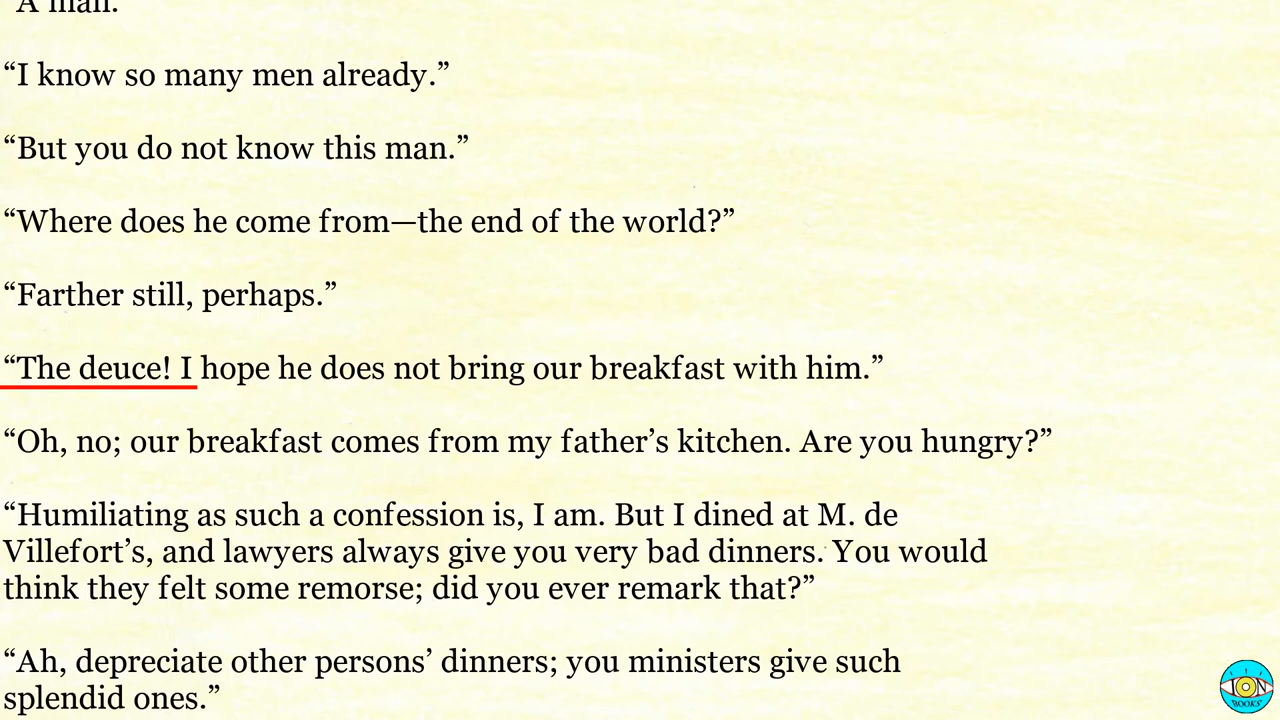 “A man.”
“I know so many men already.”
“But you do not know this man.”
“Where does he come from—the end of the world?”
“Farther still, perhaps.”
“The deuce! I hope he does not bring our breakfast with him.”
“Oh, no; our breakfast comes from my father’s kitchen. Are you hungry?”
“Humiliating as such a confession is, I am. But I dined at M. de
Villefort’s, and lawyers always give you very bad dinners. You would
think they felt some remorse; did you ever remark that?”
“Ah, depreciate other persons’ dinners; you ministers give such
splendid ones.”
ION
BOOKS